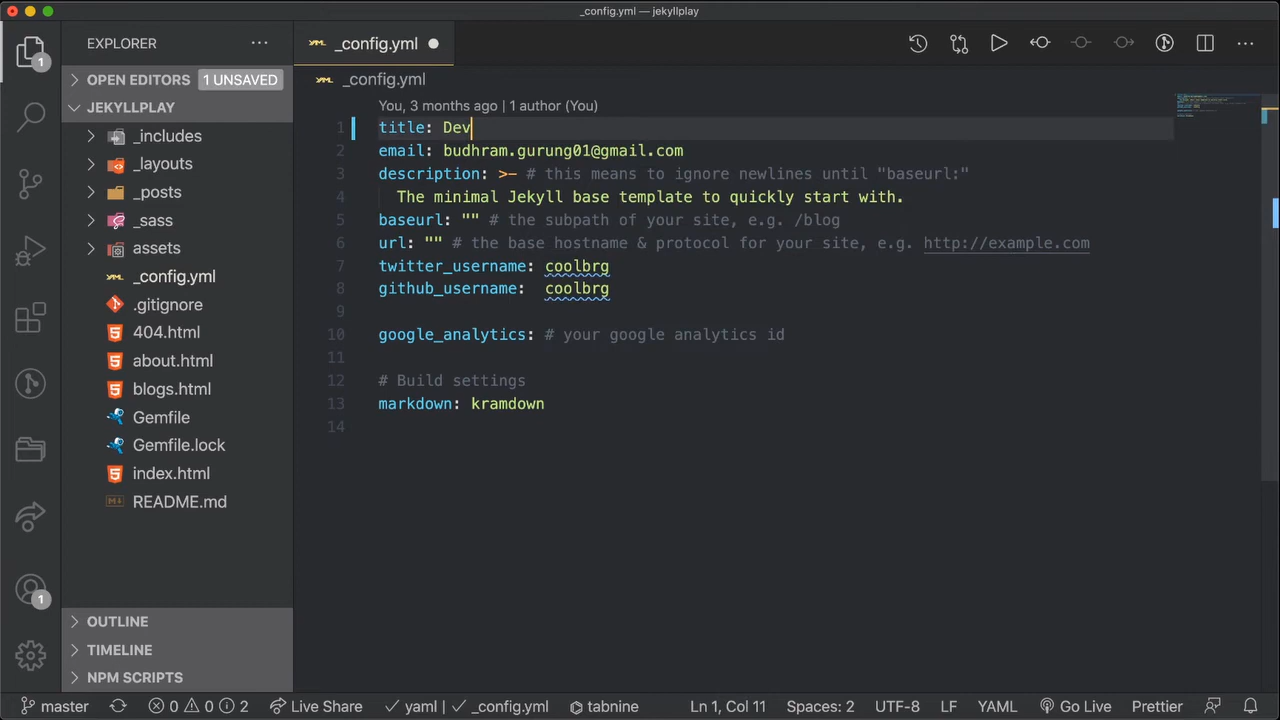 _config.yml — jekyllplay
EXPLORER
_config.yml
1
OPEN EDITORS 1 UNSAVED
_config.yml
JEKYLLPLAY
_includes
_layouts
_posts
_sass
assets
_config.yml
.gitignore
404.html
about.html
blogs.html
Gemfile
Gemfile.lock
index.html
README.md
OUTLINE
TIMELINE
NPM SCRIPTS
1
You, 3 months ago | 1 author (You)
1 title: Dev
2 email: budhram.gurung01@gmail.com
3 description: >- # this means to ignore newlines until "baseurl:"
4 The minimal Jekyll base template to quickly start with.
5 baseurl: "" # the subpath of your site, e.g. /blog
6 url: "" # the base hostname & protocol for your site, e.g. http://example.com
7 twitter_username: coolbrg
8 github_username: coolbrg
9
10 google_analytics: # your google analytics id
11
12 # Build settings
13 markdown: kramdown
14
master 0 0 2 Live Share yaml | _config.yml tabnine Ln 1, Col 11 Spaces: 2 UTF-8 LF YAML Go Live Prettier